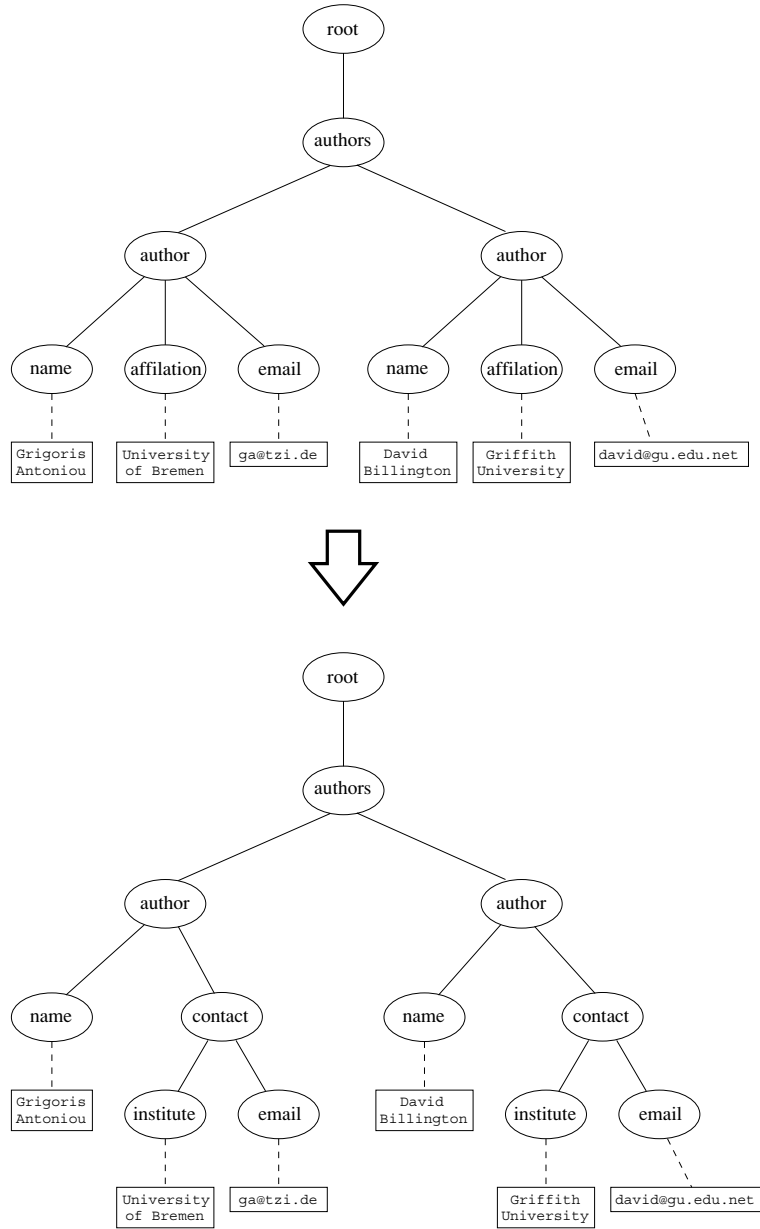 root
authors
author
author
name
affilation
email
name
affilation
email
Grigoris
Antoniou
University
of Bremen
ga@tzi.de
David
Billington
Griffith
University
david@gu.edu.net
root
authors
author
author
name
contact
name
contact
Grigoris
Antoniou
institute
email
David
Billington
institute
email
University
of Bremen
ga@tzi.de
Griffith
University
david@gu.edu.net